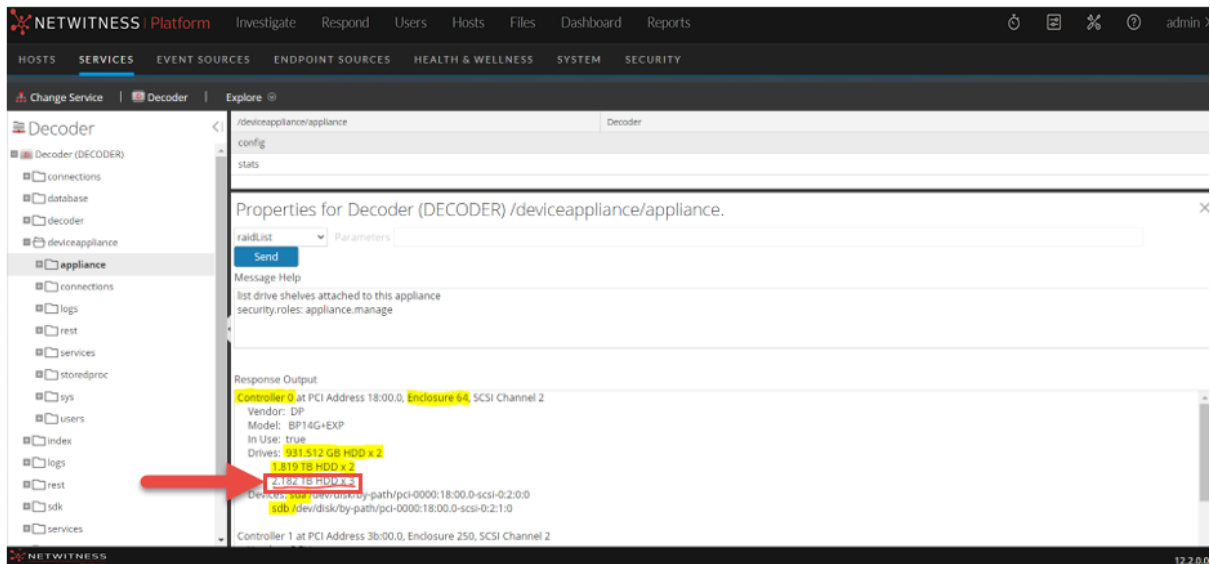 NETWITNESS Platform Investigate Respond Users Hosts Files Dashboard Reports admin
HOSTS SERVICES EVENT SOURCES ENDPOINT SOURCES HEALTH & WELLNESS SYSTEM SECURITY
Change Service | Decoder | Explore
Decoder
Decoder (DECODER)
connections
database
decoder
deviceappliance
appliance
connections
logs
rest
services
storedproc
sys
users
index
logs
rest
sdk
services
/deviceappliance/appliance Decoder
config
stats
Properties for Decoder (DECODER) /deviceappliance/appliance.
raidList Parameters
Send
Message Help
list drive shelves attached to this appliance
security.roles: appliance.manage
Response Output
Controller 0 at PCI Address 18:00.0, Enclosure 64, SCSI Channel 2
Vendor: DP
Model: BP14G+EXP
In Use: true
Drives: 931.512 GB HDD x 2
1.819 TB HDD x 2
2.182 TB HDD x 3
Devices: sda /dev/disk/by-path/pci-0000:18:00.0-scsi-0:2:0:0
sdb /dev/disk/by-path/pci-0000:18:00.0-scsi-0:2:1:0
Controller 1 at PCI Address 3b:00.0, Enclosure 250, SCSI Channel 2
NETWITNESS 12.2.0.0